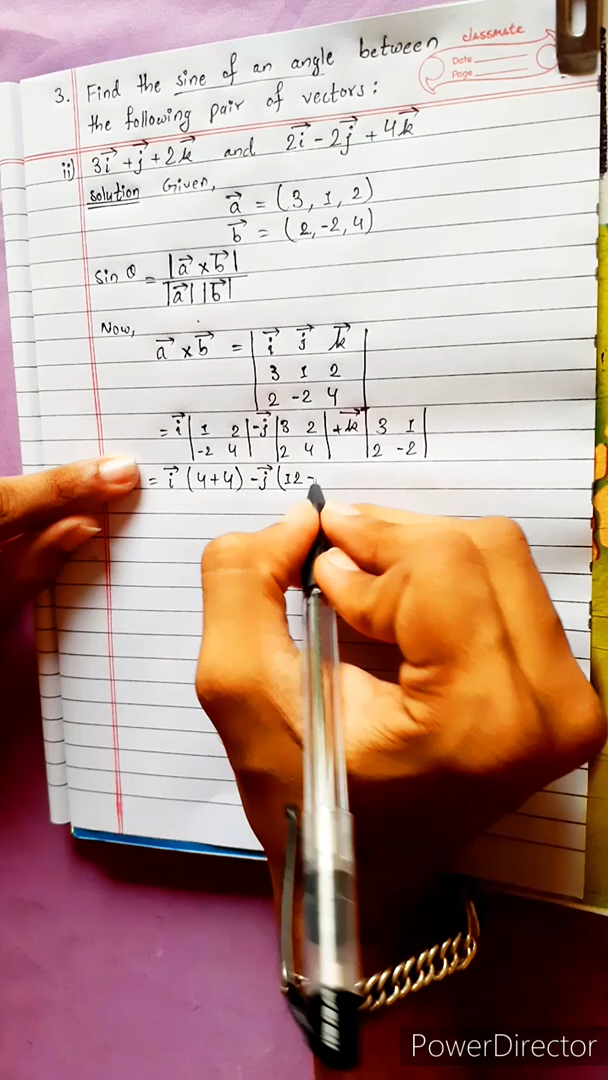 classmate
Date
Page
3. Find the sine of an angle between
the following pair of vectors:
ii) 3i⃗ + j⃗ + 2k⃗ and 2i⃗ - 2j⃗ + 4k⃗
Solution Given,
a⃗ = (3, 1, 2)
b⃗ = (2, -2, 4)
sin θ = |a⃗ × b⃗| / |a⃗| |b⃗|
Now,
a⃗ × b⃗ = | i⃗ j⃗ k⃗ |
3 1 2
2 -2 4
= i⃗ | 1 2 | - j⃗ | 3 2 | + k⃗ | 3 1 |
-2 4 2 4 2 -2
= i⃗ (4+4) - j⃗ (12 -
PowerDirector